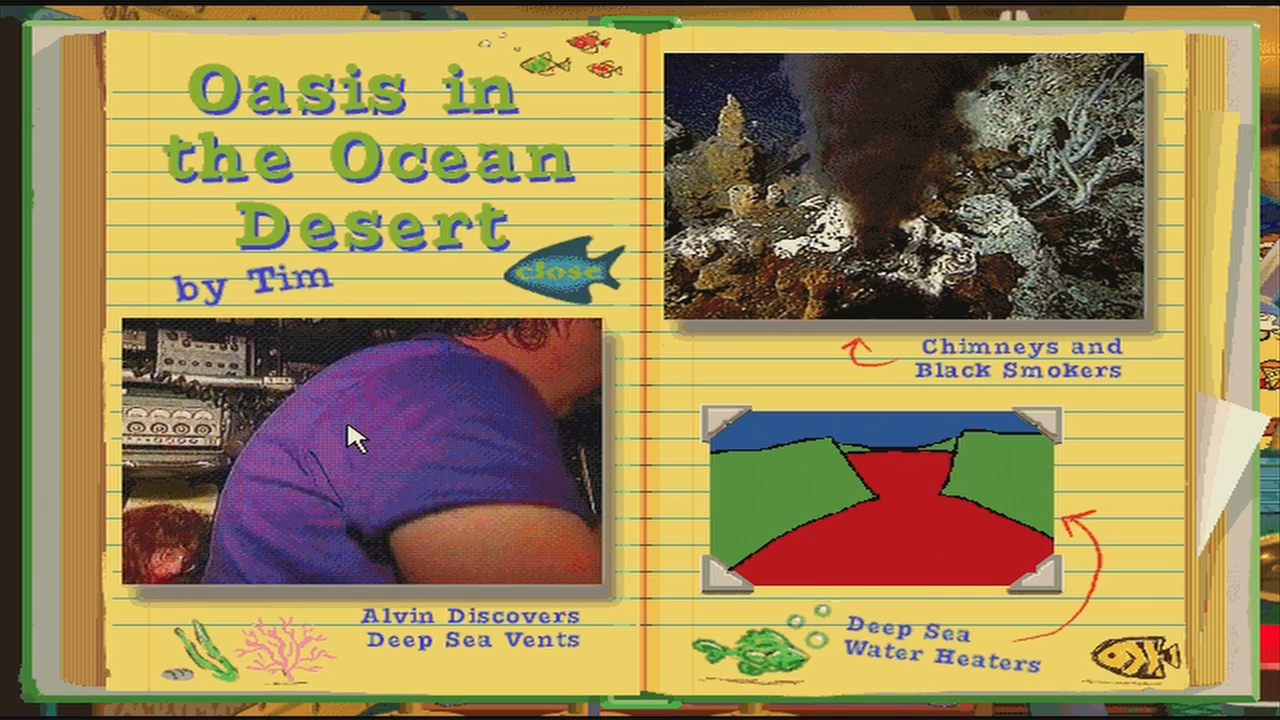 Oasis in
the Ocean
Desert
by Tim
close
Alvin Discovers
Deep Sea Vents
Chimneys and
Black Smokers
Deep Sea
Water Heaters